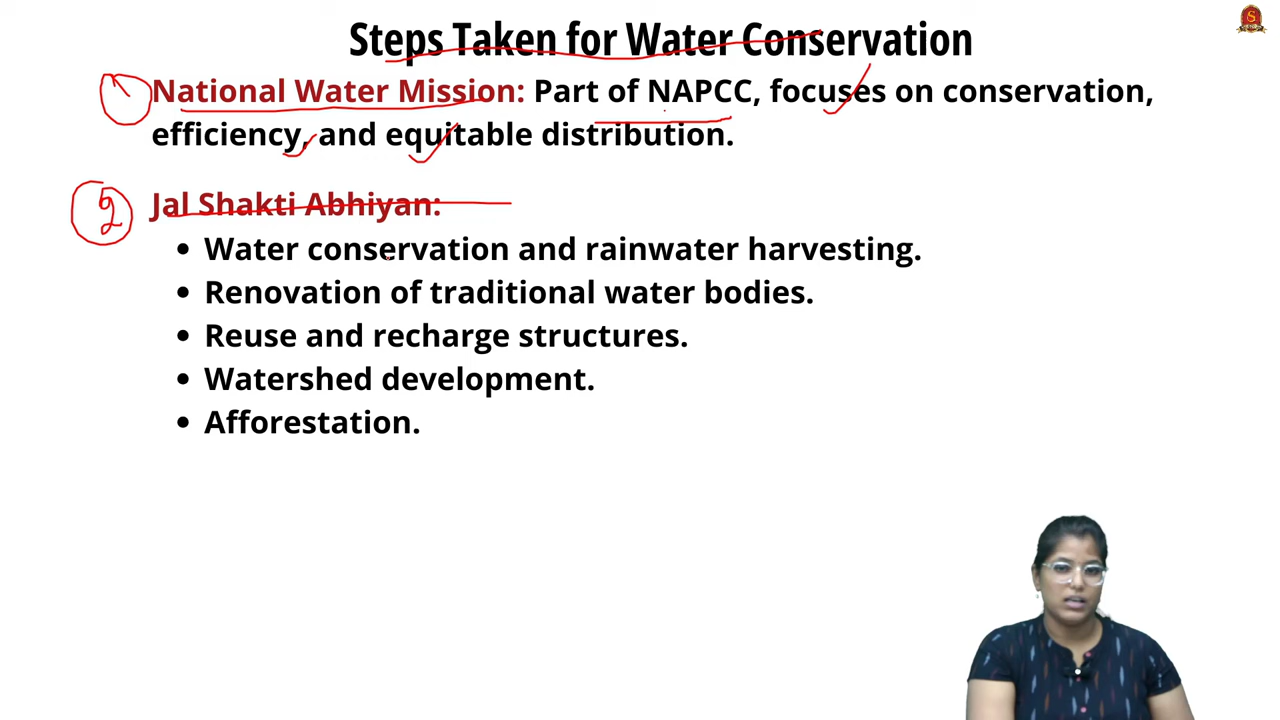 Steps Taken for Water Conservation
National Water Mission: Part of NAPCC, focuses on conservation,
efficiency, and equitable distribution.
2
Jal Shakti Abhiyan:
• Water conservation and rainwater harvesting.
• Renovation of traditional water bodies.
• Reuse and recharge structures.
• Watershed development.
• Afforestation.